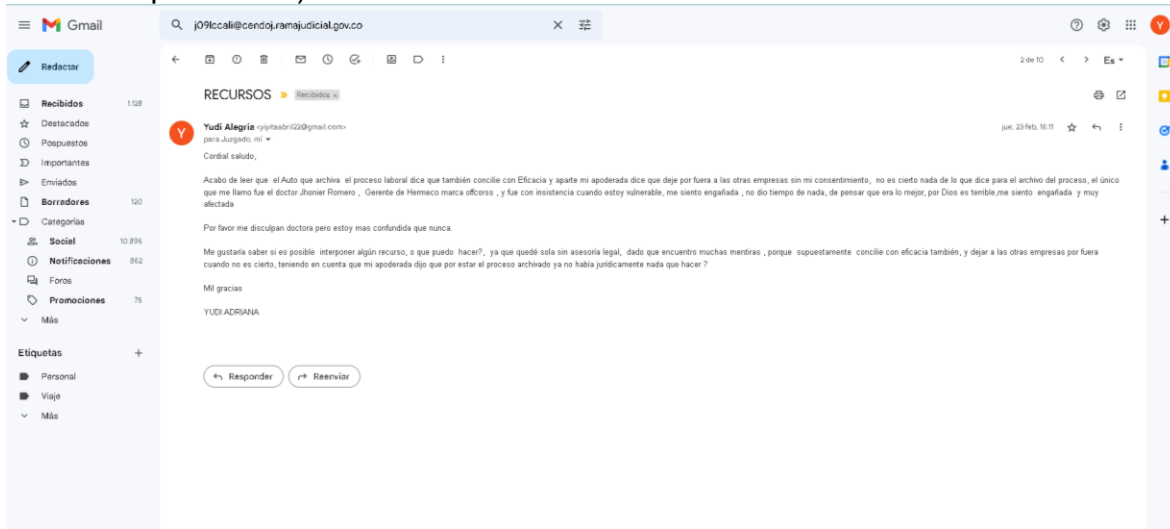 Gmail
j09lccali@cendoj.ramajudicial.gov.co
Redactar
2 de 10
Es
RECURSOS
Recibidos x
Recibidos 1.128
Destacados
Pospuestos
Importantes
Enviados
Borradores 120
Categorías
Social 10.896
Notificaciones 862
Foros
Promociones 76
Más
Etiquetas
Personal
Viaje
Más
Y
Yudi Alegria <yiyitaabril22@gmail.com>
jue, 23 feb, 16:11
para Juzgado, mí
Cordial saludo,
Acabo de leer que el Auto que archiva el proceso laboral dice que también concilie con Eficacia y aparte mi apoderada dice que deje por fuera a las otras empresas sin mi consentimiento, no es cierto nada de lo que dice para el archivo del proceso, el único
que me llamo fue el doctor Jhonier Romero , Gerente de Hermeco marca offcorss , y fue con insistencia cuando estoy vulnerable, me siento engañada , no dio tiempo de nada, de pensar que era lo mejor, por Dios es terrible,me siento engañada y muy
afectada
Por favor me disculpan doctora pero estoy mas confundida que nunca.
Me gustaría saber si es posible interponer algún recurso, o que puedo hacer?, ya que quedé sola sin asesoría legal, dado que encuentro muchas mentiras , porque supuestamente concilie con eficacia también, y dejar a las otras empresas por fuera
cuando no es cierto, teniendo en cuenta que mi apoderada dijo que por estar el proceso archivado ya no había jurídicamente nada que hacer ?
Mil gracias
YUDI ADRIANA
Responder
Reenviar
Y